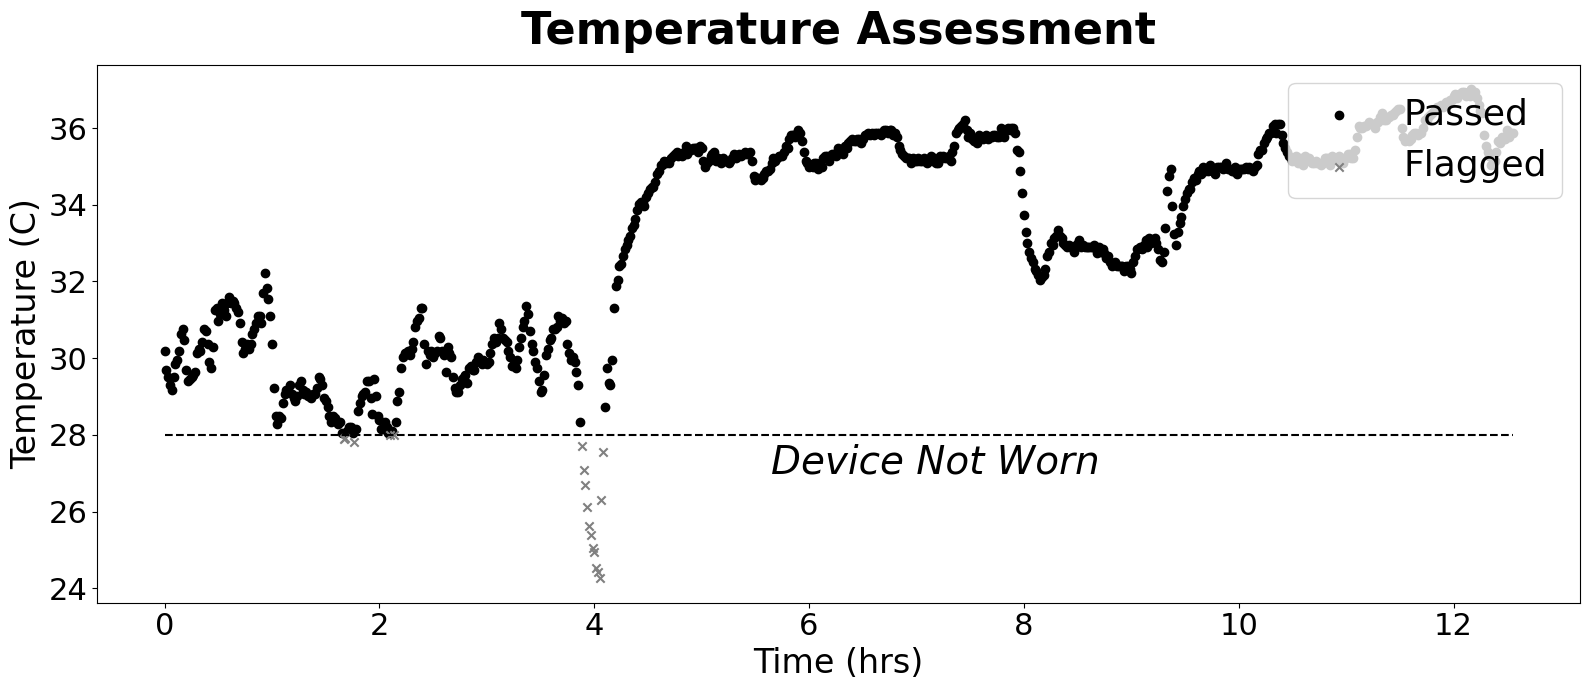 Temperature Assessment
Temperature (C)
36
34
32
30
28
26
24
Passed
Flagged
Device Not Worn
0 2 4 6 8 10 12
Time (hrs)